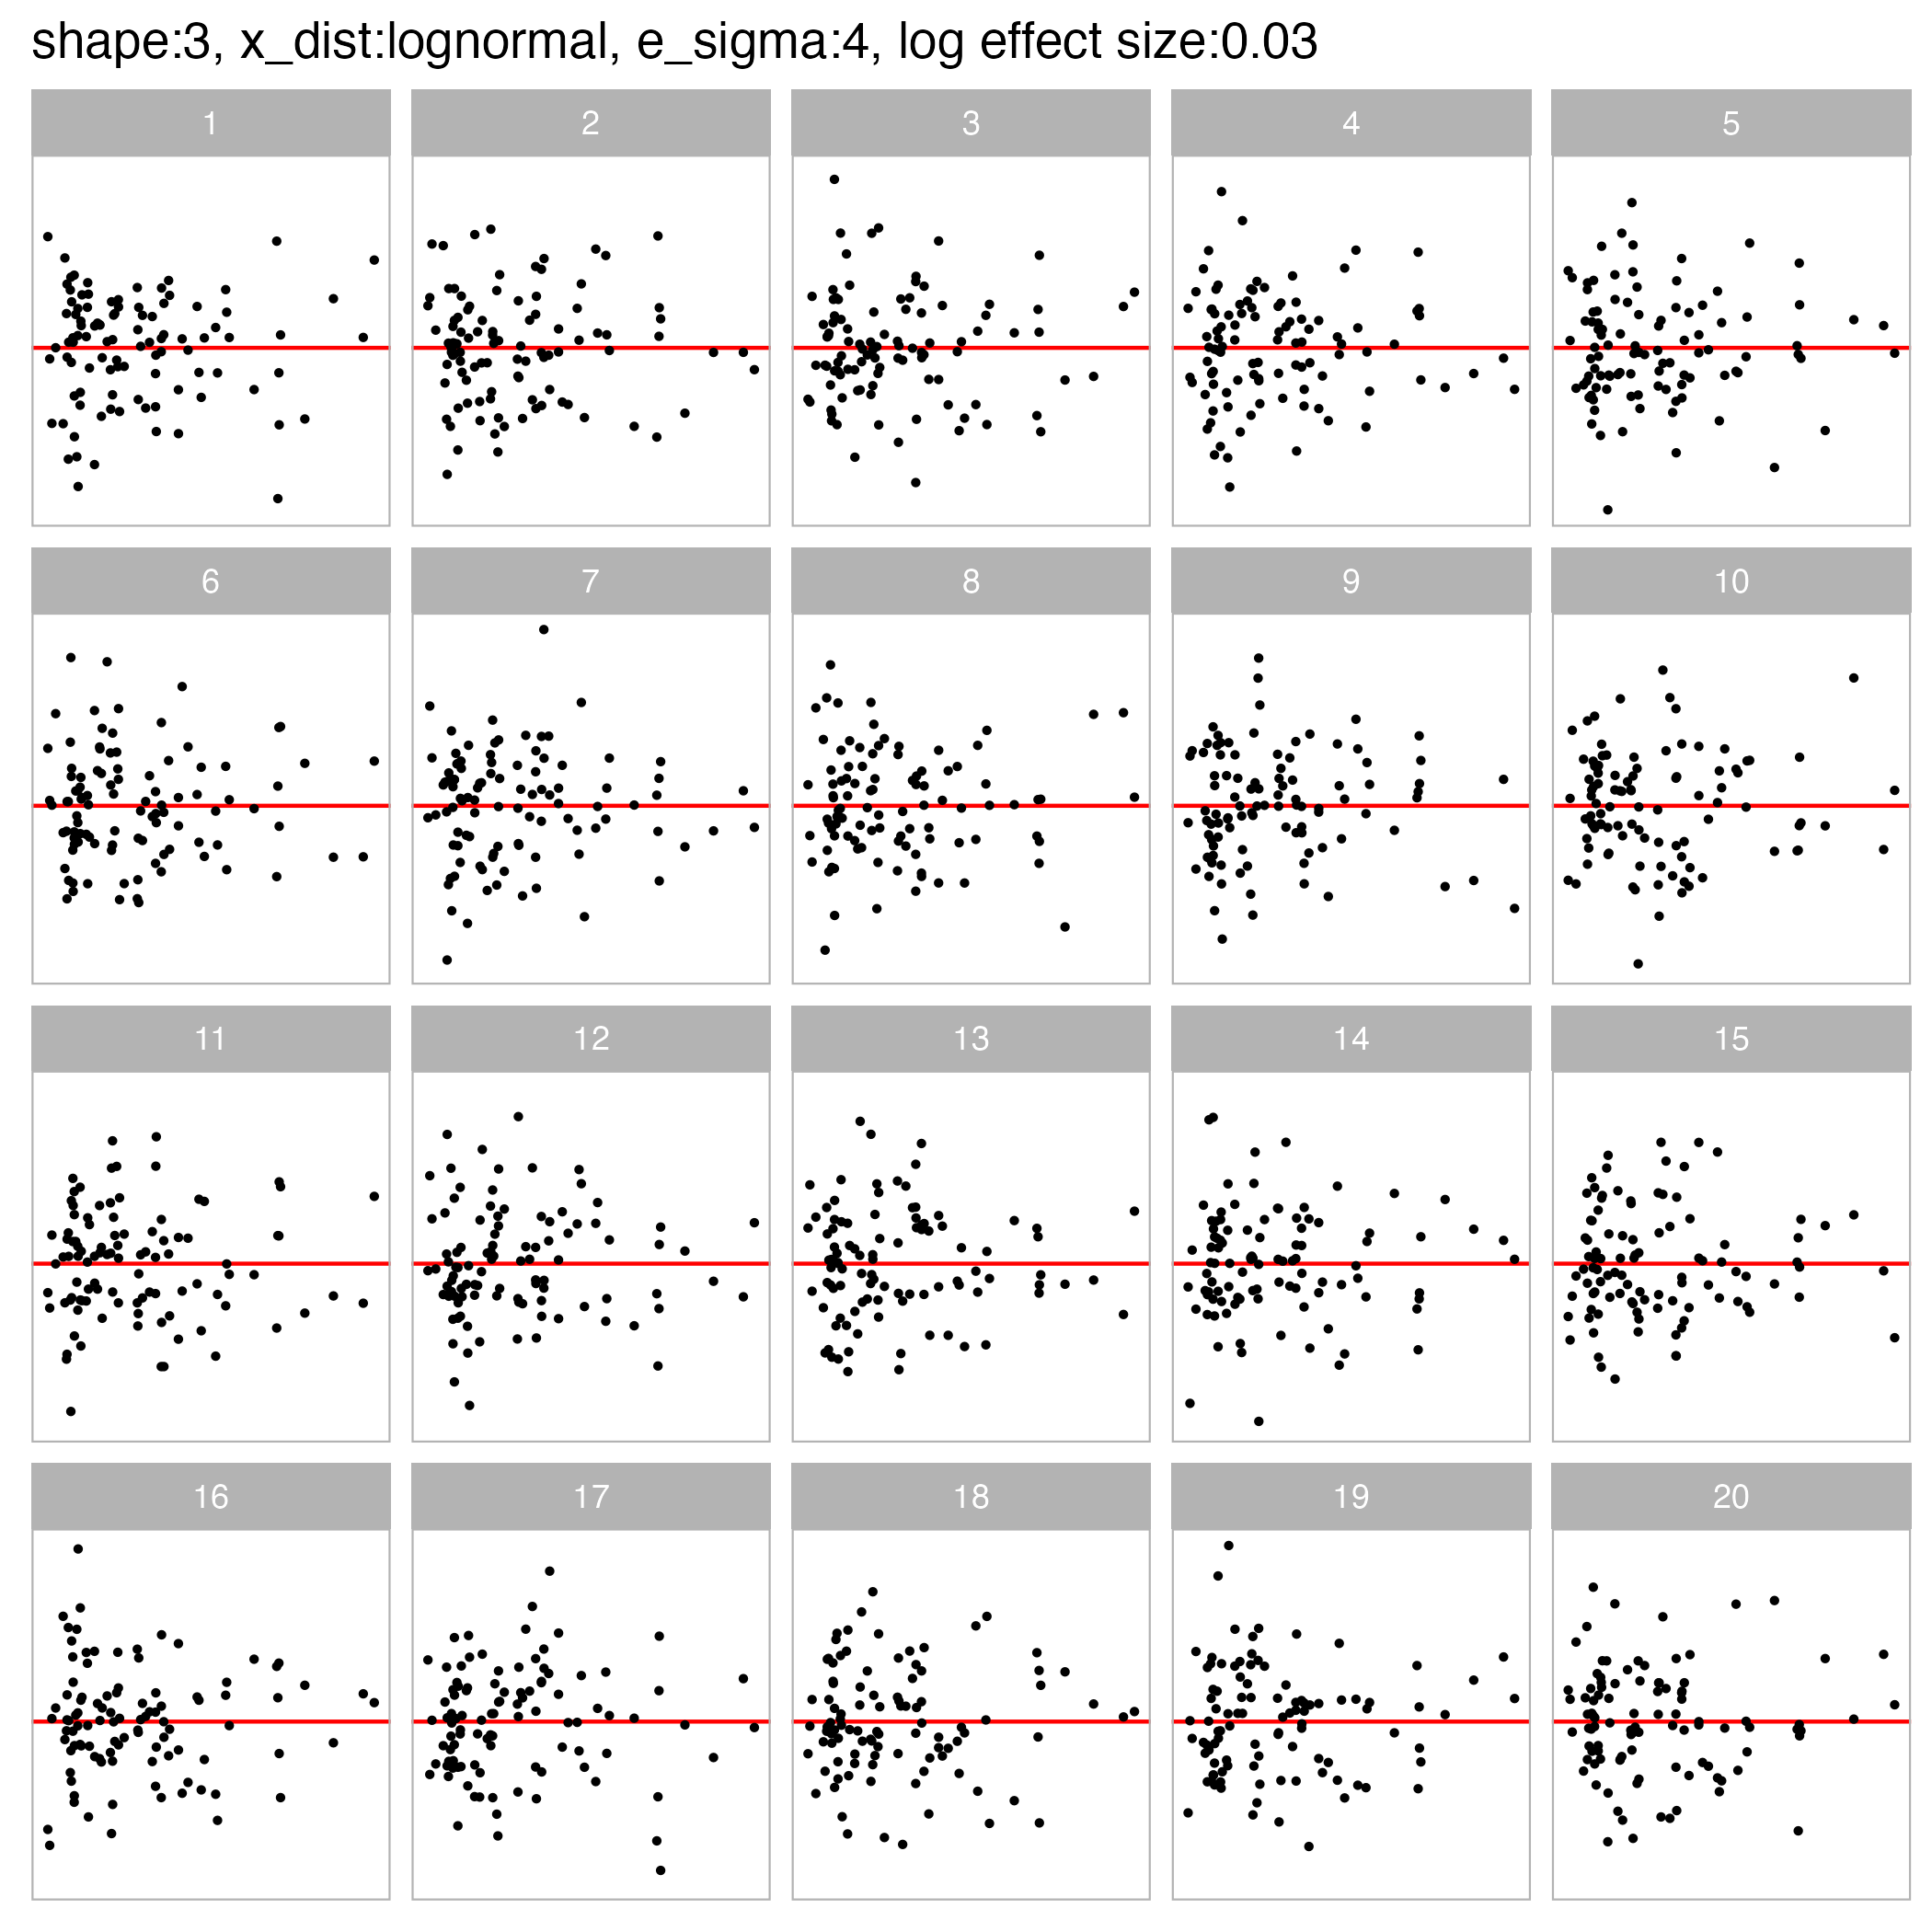 shape:3, x_dist:lognormal, e_sigma:4, log effect size:0.03
1 2 3 4 5
6 7 8 9 10
11 12 13 14 15
16 17 18 19 20